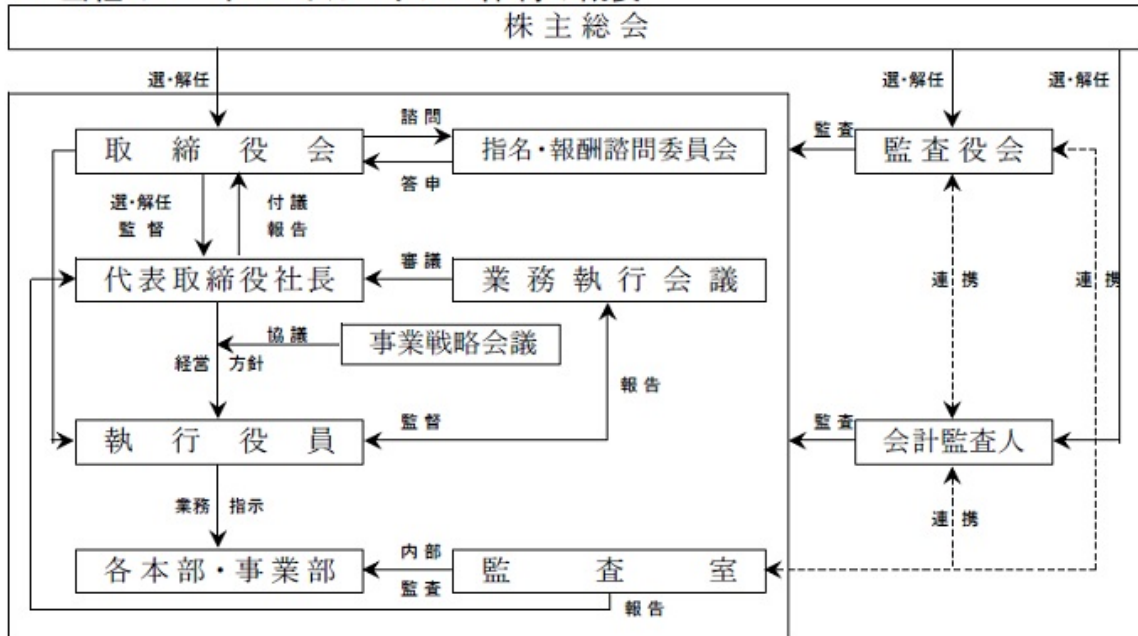 株主総会
選・解任
選・解任
選・解任
取締役会
諮問
答申
指名・報酬諮問委員会
監査
監査役会
選・解任
監督
付議
報告
代表取締役社長
審議
業務執行会議
連携
連携
協議
事業戦略会議
経営方針
報告
執行役員
監督
監査
会計監査人
業務指示
連携
各本部・事業部
内部
監査
監査室
報告